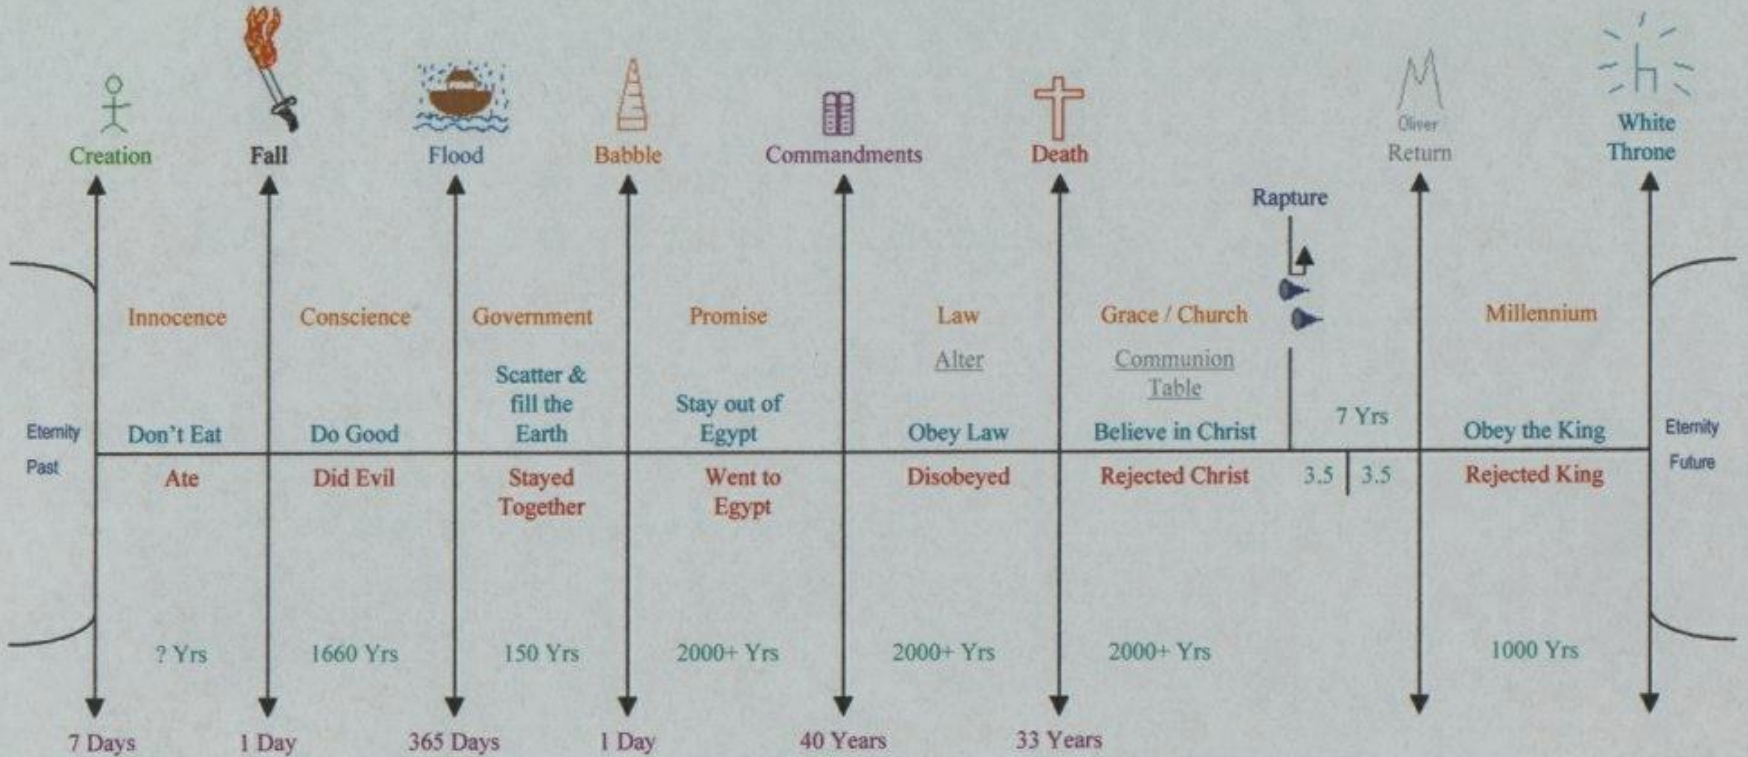 Creation
Fall
Flood
Babble
Commandments
Death
Oliver
Return
White
Throne
Rapture
Innocence
Conscience
Government
Promise
Law
Grace / Church
Millennium
Alter
Communion
Table
Scatter &
fill the
Earth
Stay out of
Egypt
Eternity
Past
Don't Eat
Do Good
Obey Law
Believe in Christ
7 Yrs
Obey the King
Eternity
Future
Ate
Did Evil
Stayed
Together
Went to
Egypt
Disobeyed
Rejected Christ
3.5
3.5
Rejected King
? Yrs
1660 Yrs
150 Yrs
2000+ Yrs
2000+ Yrs
2000+ Yrs
1000 Yrs
7 Days
1 Day
365 Days
1 Day
40 Years
33 Years